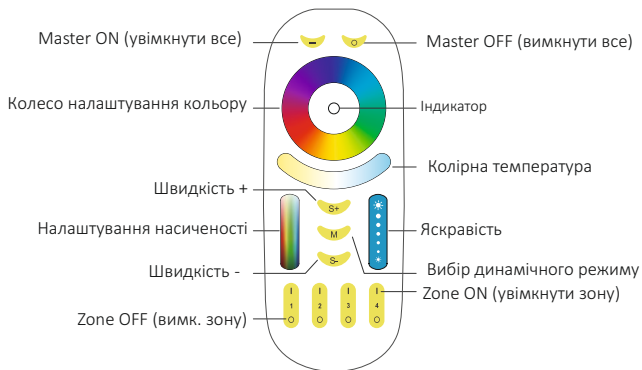 Master ON (увімкнути все)
Master OFF (вимкнути все)
Колесо налаштування кольору
Індикатор
Колірна температура
Швидкість +
S+
Налаштування насиченості
M
Яскравість
Швидкість -
S-
Вибір динамічного режиму
Zone ON (увімкнути зону)
I I I I
1 2 3 4
Zone OFF (вимк. зону)